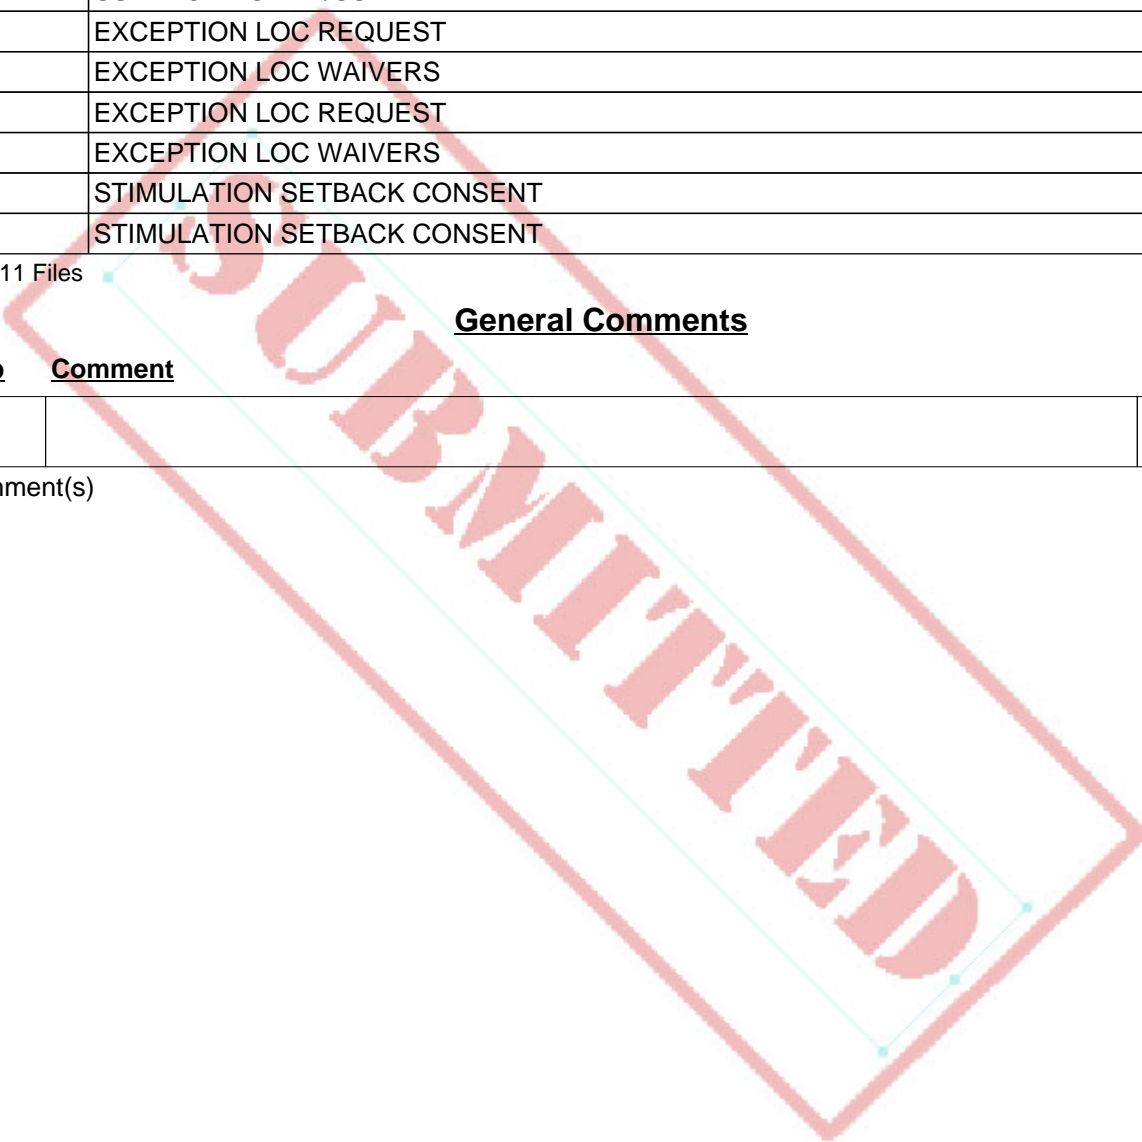 EXCEPTION LOC REQUEST
EXCEPTION LOC WAIVERS
EXCEPTION LOC REQUEST
EXCEPTION LOC WAIVERS
STIMULATION SETBACK CONSENT
STIMULATION SETBACK CONSENT
11 Files
General Comments
Comment
ment(s)
SUBMITTED